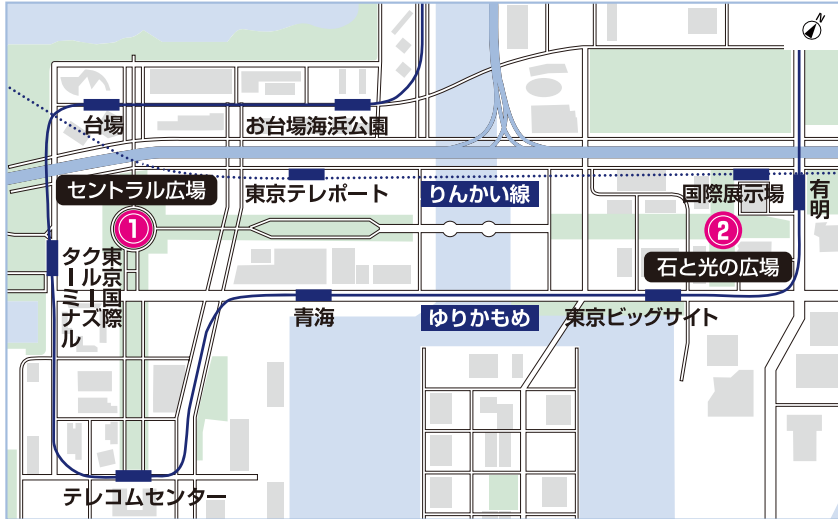 N
台場
お台場海浜公園
セントラル広場
東京テレポート
りんかい線
国際展示場
有明
1
2
石と光の広場
東京国際
クルーズ
ターミナル
青海
ゆりかもめ
東京ビッグサイト
テレコムセンター